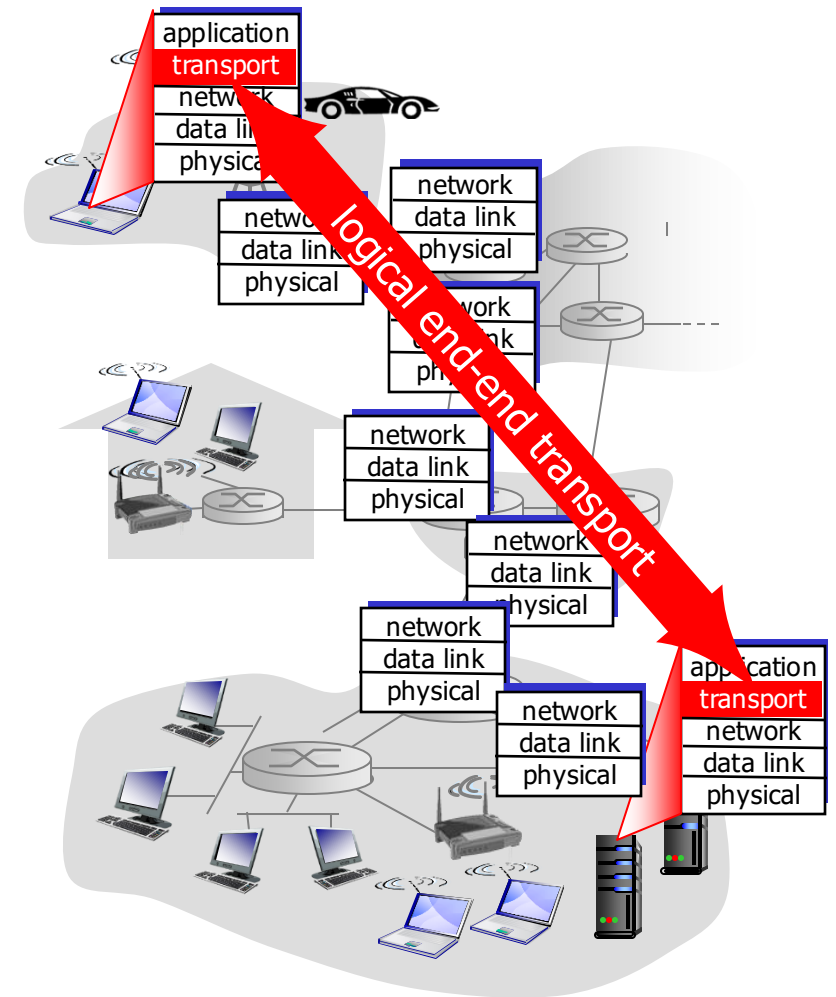 application
transport
network
data link
physical
network
data link
physical
network
data link
physical
logical end-end transport
network
data link
physical
network
data link
physical
network
data link
physical
network
data link
physical
application
transport
network
data link
physical